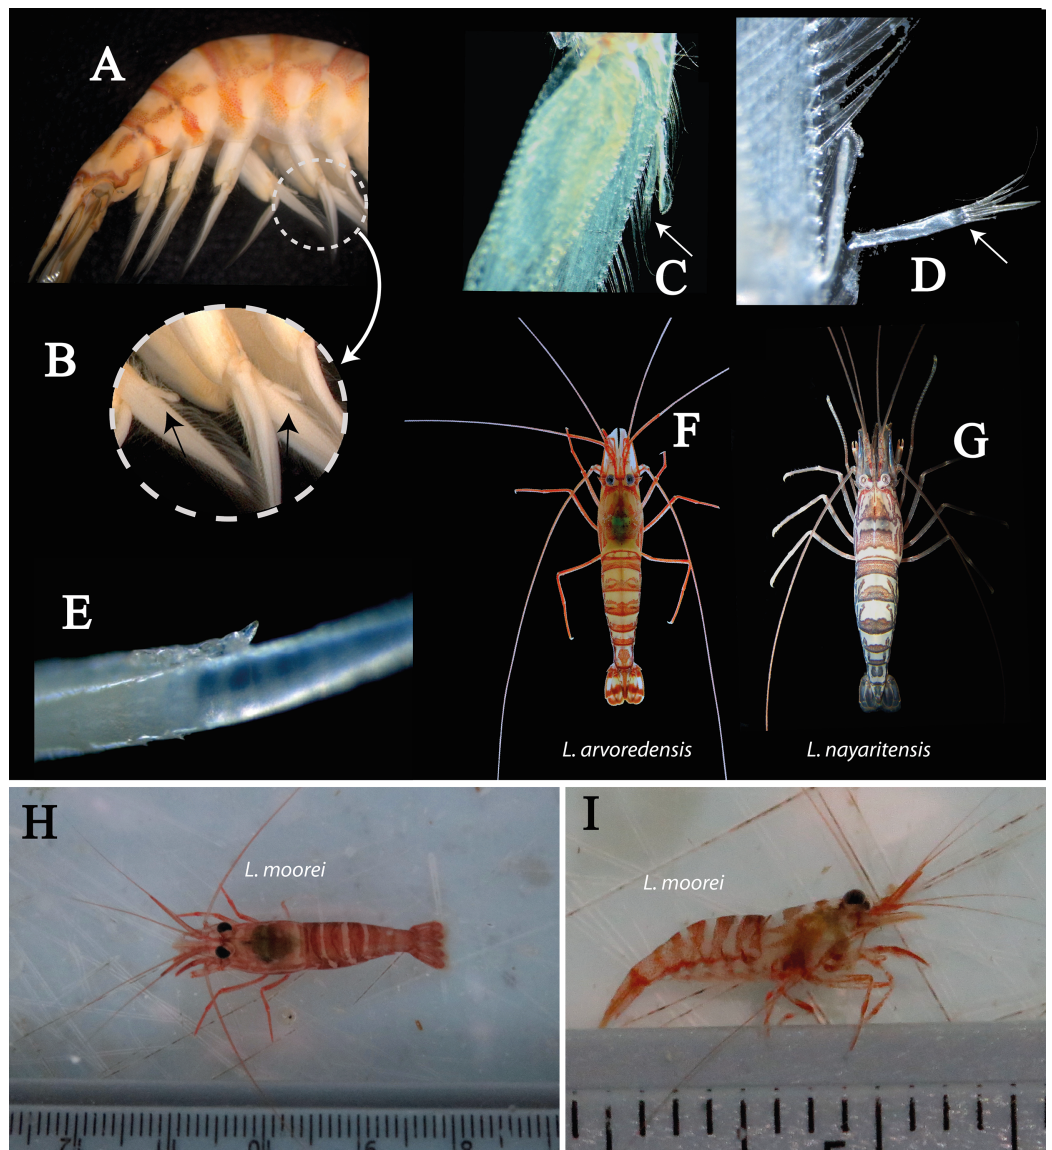 A
B
C
D
E
F
G
L. arvoredensis
L. nayaritensis
H
L. moorei
I
L. moorei